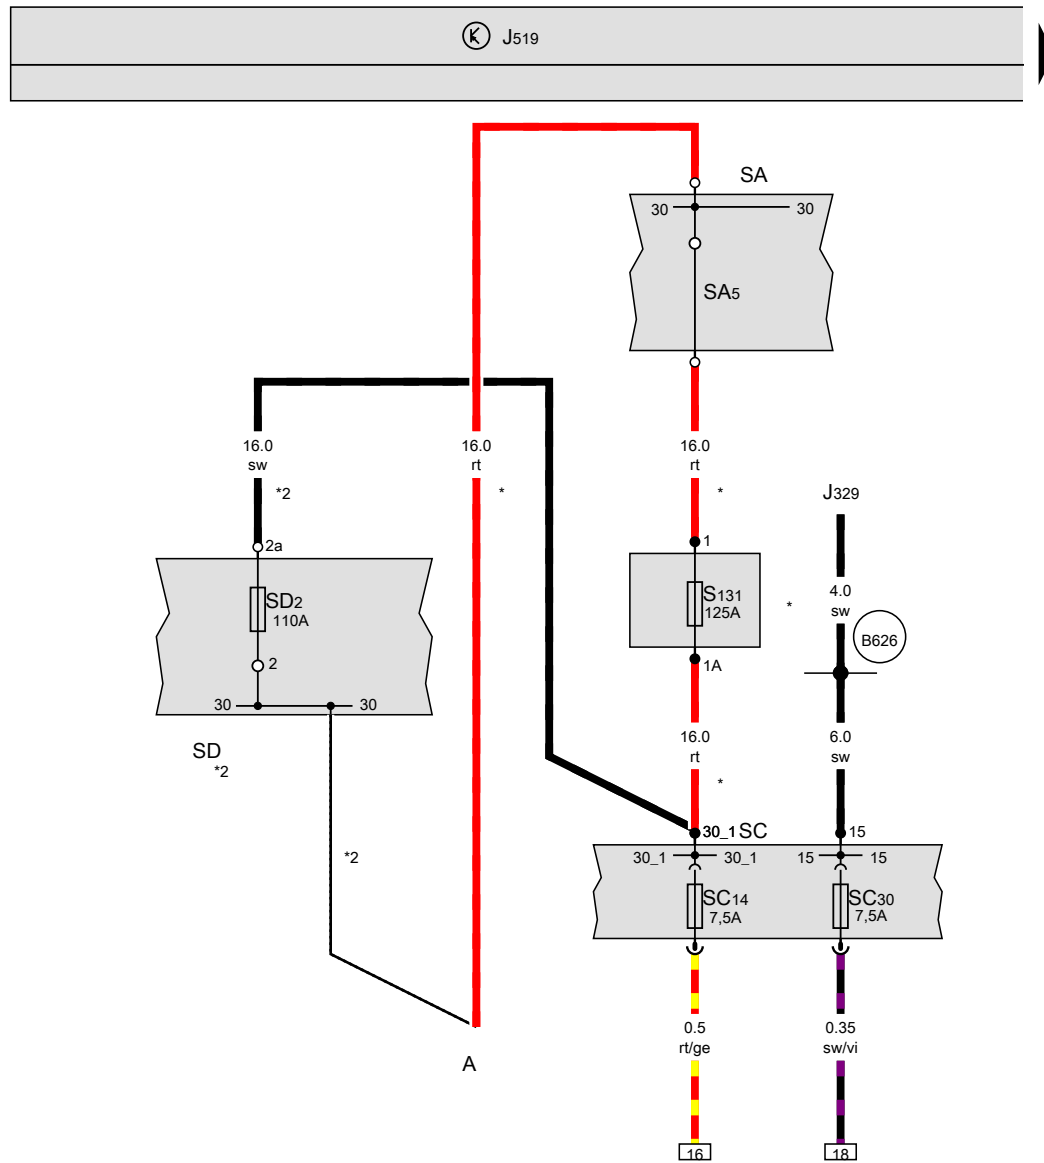 J519
SA
30
30
SA5
16.0
sw
*2
16.0
rt
*
16.0
rt
*
J329
2a
1
SD2
110A
S131
125A
*
4.0
sw
B626
2
1A
30
30
16.0
rt
*
6.0
sw
SD
*2
30_1 SC
15
*2
30_1
30_1
15
15
SC14
7,5A
SC30
7,5A
0.5
rt/ge
0.35
sw/vi
A
16
18